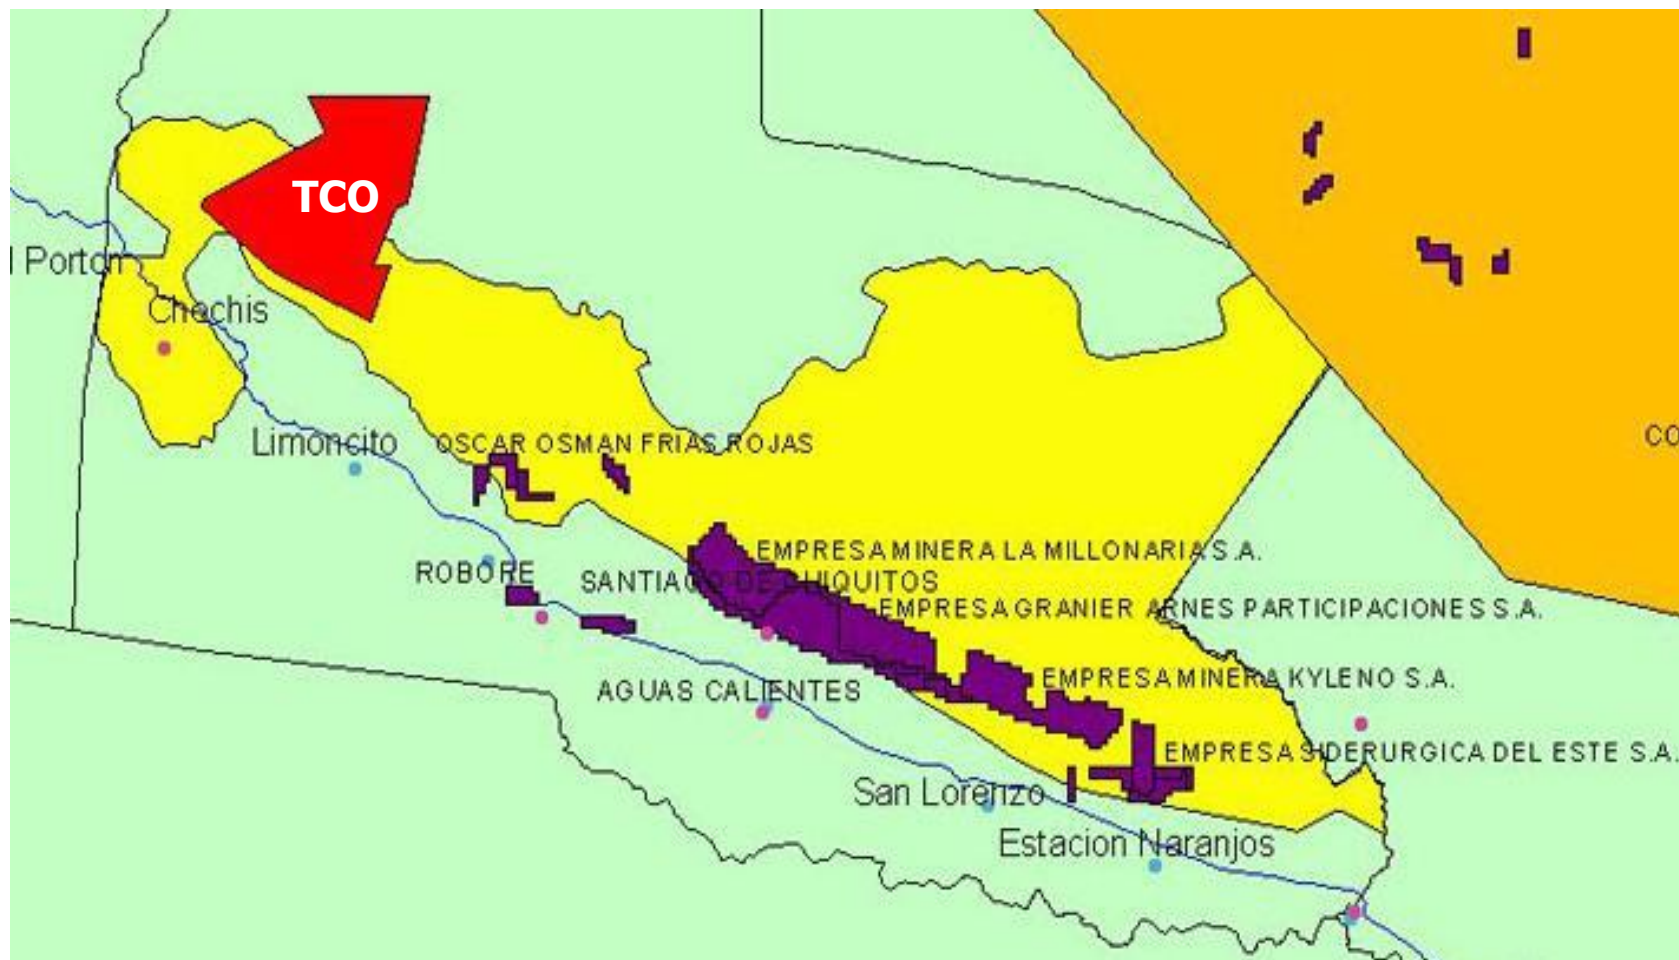 TCO
l Porton
Chochis
CO
Limoncito
OSCAR OSMAN FRIAS ROJAS
EMPRESA MINERA LA MILLONARIA S.A.
ROBORE
SANTIAGO DE CHIQUITOS
EMPRESA GRANIER ARNES PARTICIPACIONES S.A.
EMPRESA MINERA KYLENO S.A.
AGUAS CALIENTES
EMPRESA SIDERURGICA DEL ESTE S.A.
San Lorenzo
Estacion Naranjos